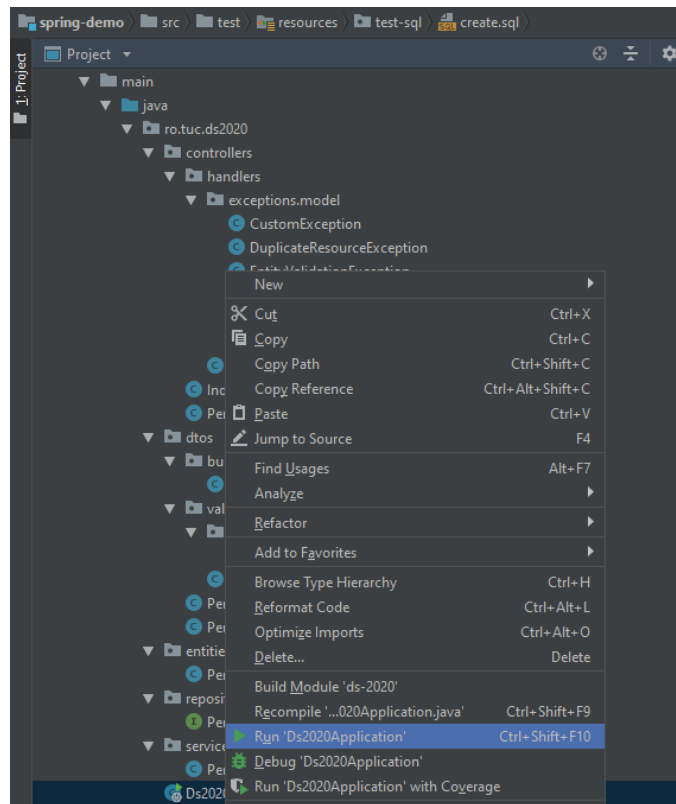 spring-demo src test resources test-sql create.sql
Project
1: Project
main
java
ro.tuc.ds2020
controllers
handlers
exceptions.model
CustomException
DuplicateResourceException
EntityValidationException
New
Cut Ctrl+X
Copy Ctrl+C
Copy Path Ctrl+Shift+C
Copy Reference Ctrl+Alt+Shift+C
Paste Ctrl+V
dtos
Jump to Source F4
Find Usages Alt+F7
Analyze
Refactor
Add to Favorites
Browse Type Hierarchy Ctrl+H
Reformat Code Ctrl+Alt+L
Optimize Imports Ctrl+Alt+O
Delete... Delete
Build Module 'ds-2020'
Recompile '...020Application.java' Ctrl+Shift+F9
Run 'Ds2020Application' Ctrl+Shift+F10
Debug 'Ds2020Application'
Run 'Ds2020Application' with Coverage